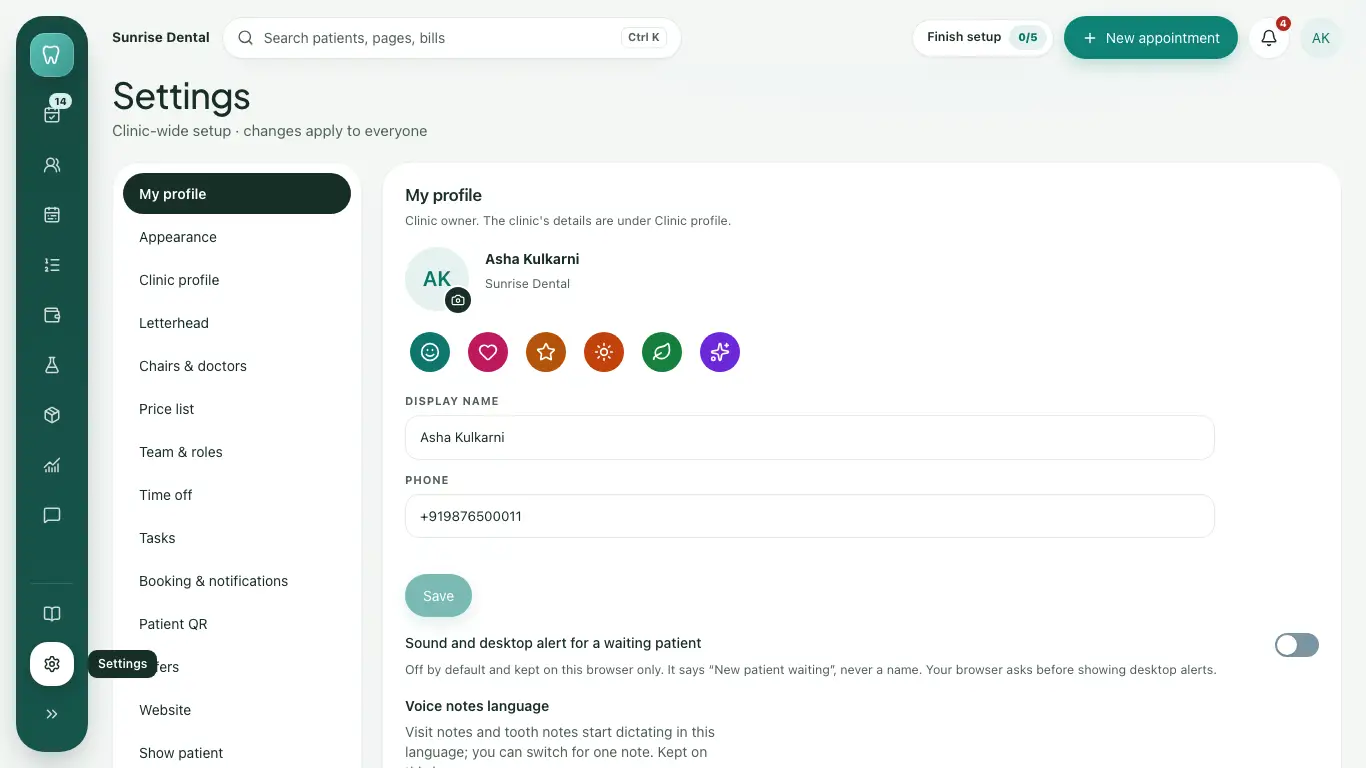 Sunrise Dental
Search patients, pages, bills
Ctrl K
Finish setup 0/5
New appointment
4
AK
14
Settings
Clinic-wide setup · changes apply to everyone
My profile
Appearance
Clinic profile
Letterhead
Chairs & doctors
Price list
Team & roles
Time off
Tasks
Booking & notifications
Patient QR
Settings
Website
Show patient
My profile
Clinic owner. The clinic's details are under Clinic profile.
AK
Asha Kulkarni
Sunrise Dental
DISPLAY NAME
Asha Kulkarni
PHONE
+919876500011
Save
Sound and desktop alert for a waiting patient
Off by default and kept on this browser only. It says “New patient waiting”, never a name. Your browser asks before showing desktop alerts.
Voice notes language
Visit notes and tooth notes start dictating in this
language; you can switch for one note. Kept on